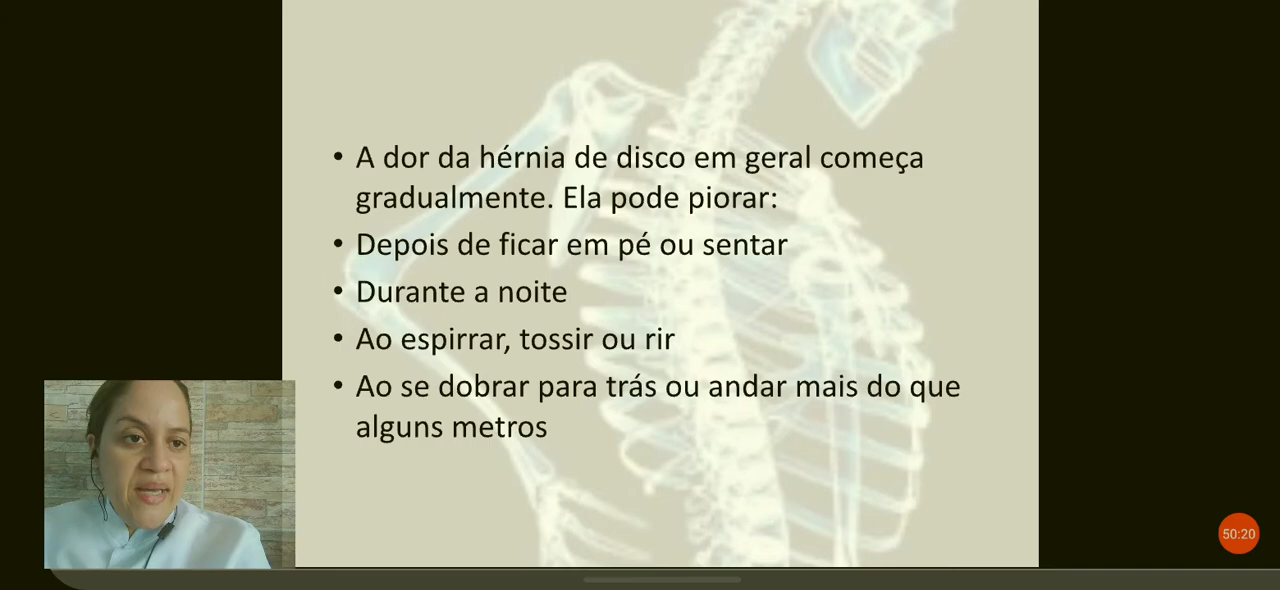 • A dor da hérnia de disco em geral começa
gradualmente. Ela pode piorar:
• Depois de ficar em pé ou sentar
• Durante a noite
• Ao espirrar, tossir ou rir
• Ao se dobrar para trás ou andar mais do que
alguns metros
50:20